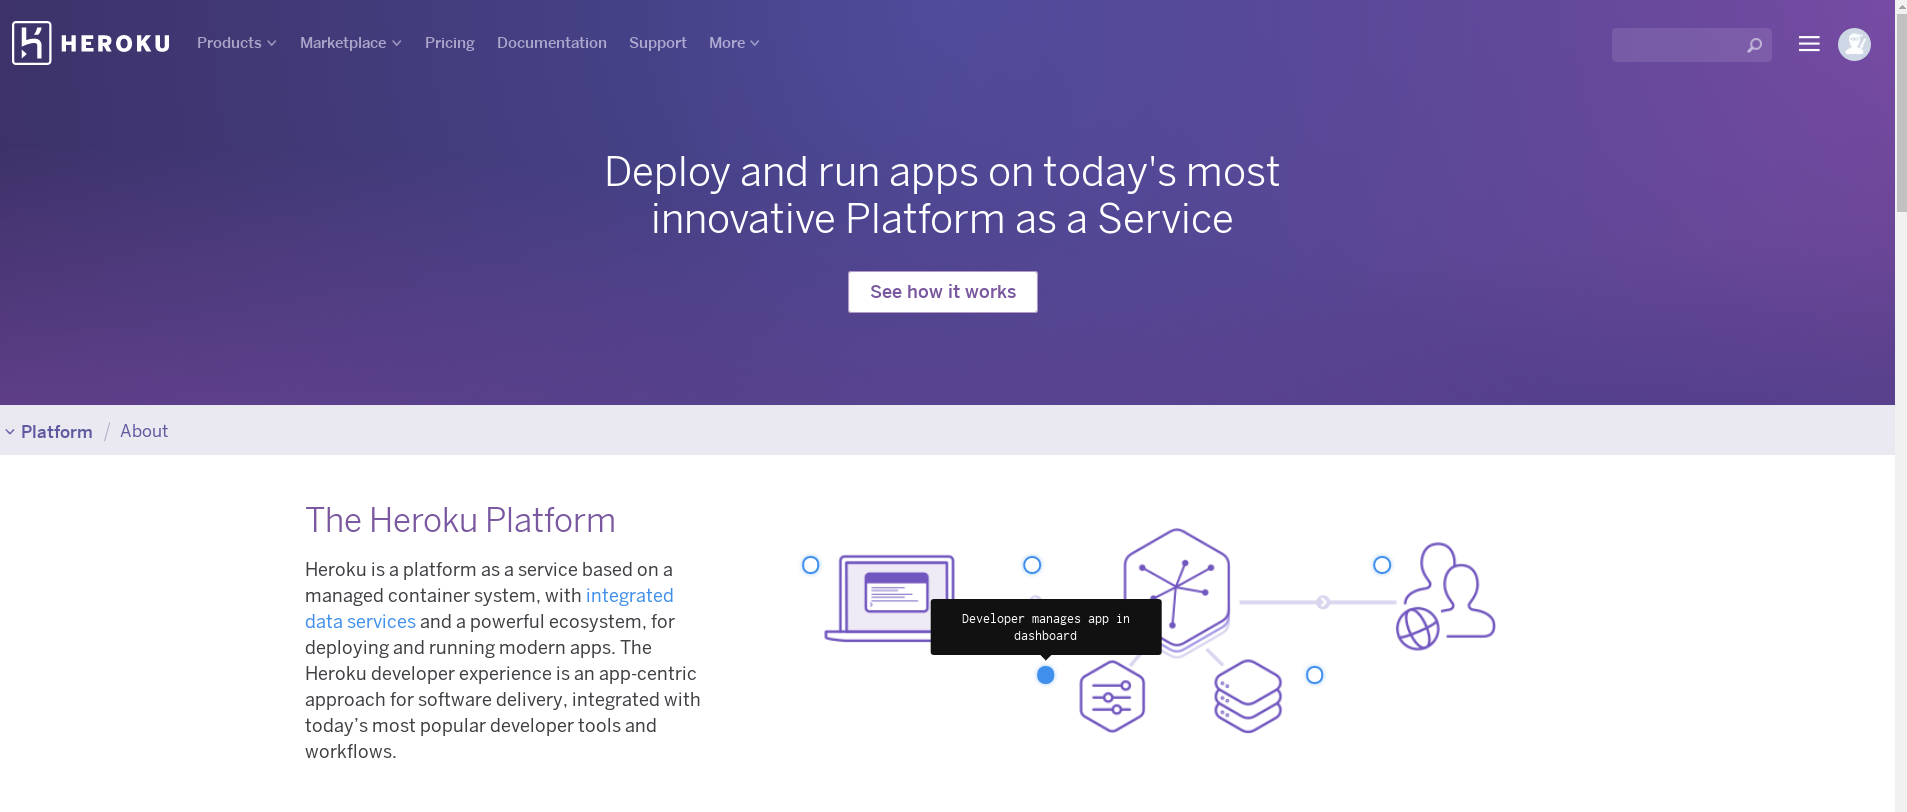 HEROKU Products Marketplace Pricing Documentation Support More
Deploy and run apps on today's most
innovative Platform as a Service
See how it works
Platform / About
The Heroku Platform
Heroku is a platform as a service based on a
managed container system, with integrated
data services and a powerful ecosystem, for
deploying and running modern apps. The
Heroku developer experience is an app-centric
approach for software delivery, integrated with
today’s most popular developer tools and
workflows.
Developer manages app in
dashboard